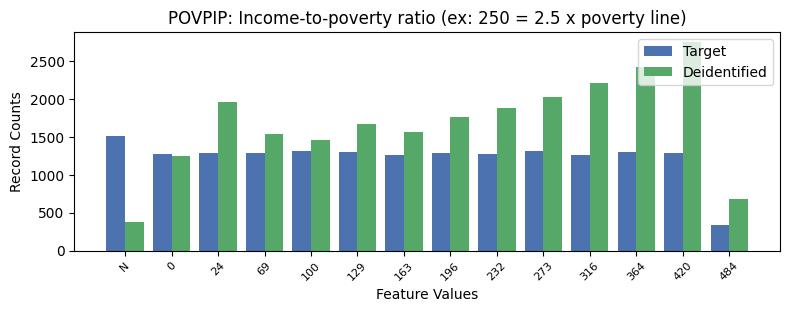 POVPIP: Income-to-poverty ratio (ex: 250 = 2.5 x poverty line)
Target
Deidentified
Record Counts
2500
2000
1500
1000
500
0
N 0 24 69 100 129 163 196 232 273 316 364 420 484
Feature Values